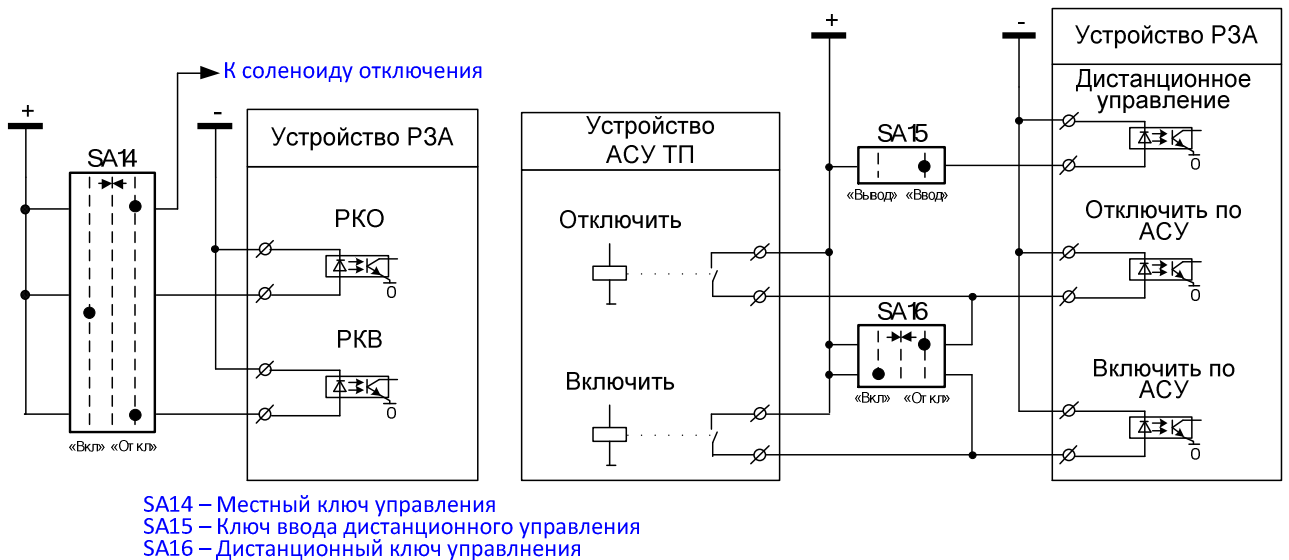 К соленоиду отключения
+
-
SA14
«Вкл» «Откл»
Устройство РЗА
РКО
0
РКВ
0
Устройство
АСУ ТП
Отключить
Включить
+
-
SA15
«Вывод» «Ввод»
SA16
«Вкл» «Откл»
Устройство РЗА
Дистанционное
управление
0
Отключить по
АСУ
0
Включить по
АСУ
0
SA14 – Местный ключ управления
SA15 – Ключ ввода дистанционного управления
SA16 – Дистанционный ключ управлнения